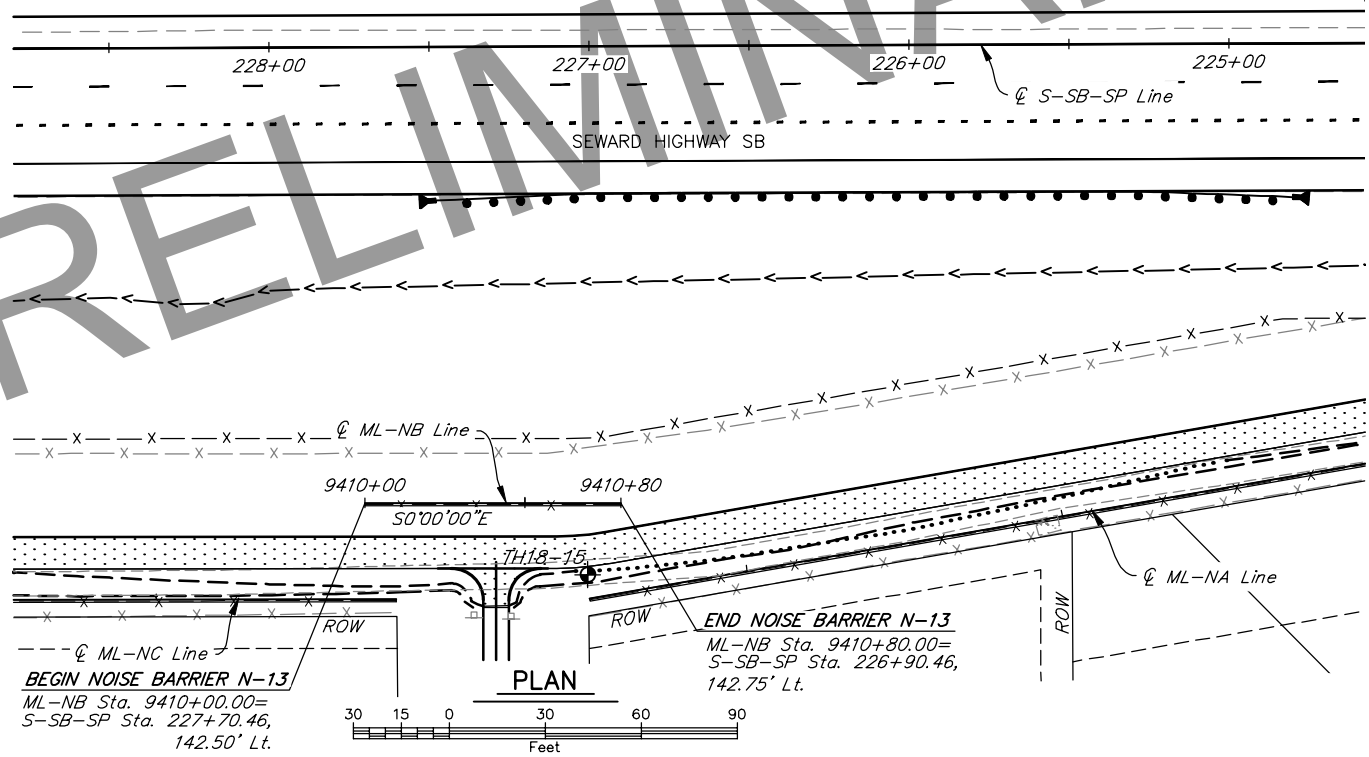 PRELIMINA
228+00
227+00
226+00
225+00
℄ S-SB-SP Line
SEWARD HIGHWAY SB
℄ ML-NB Line
9410+00
9410+80
S0°00'00"E
TH18-15
℄ ML-NA Line
ROW
ROW
ROW
℄ ML-NC Line
BEGIN NOISE BARRIER N-13
ML-NB Sta. 9410+00.00=
S-SB-SP Sta. 227+70.46,
142.50' Lt.
END NOISE BARRIER N-13
ML-NB Sta. 9410+80.00=
S-SB-SP Sta. 226+90.46,
142.75' Lt.
PLAN
30 15 0 30 60 90
Feet